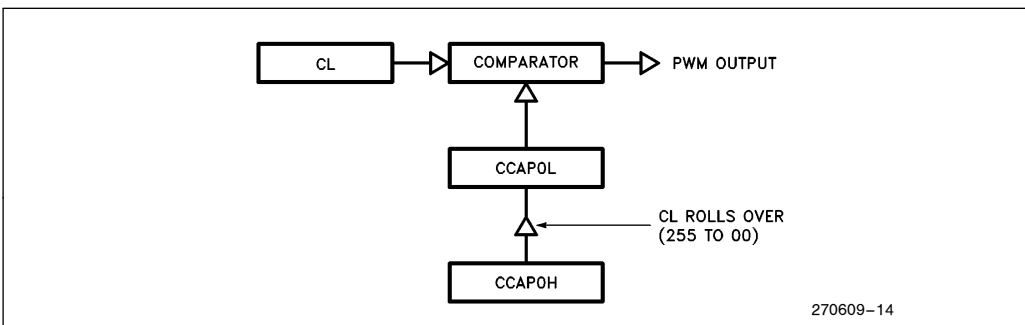 CL
COMPARATOR
PWM OUTPUT
CCAP0L
CL ROLLS OVER
(255 TO 00)
CCAP0H
270609–14